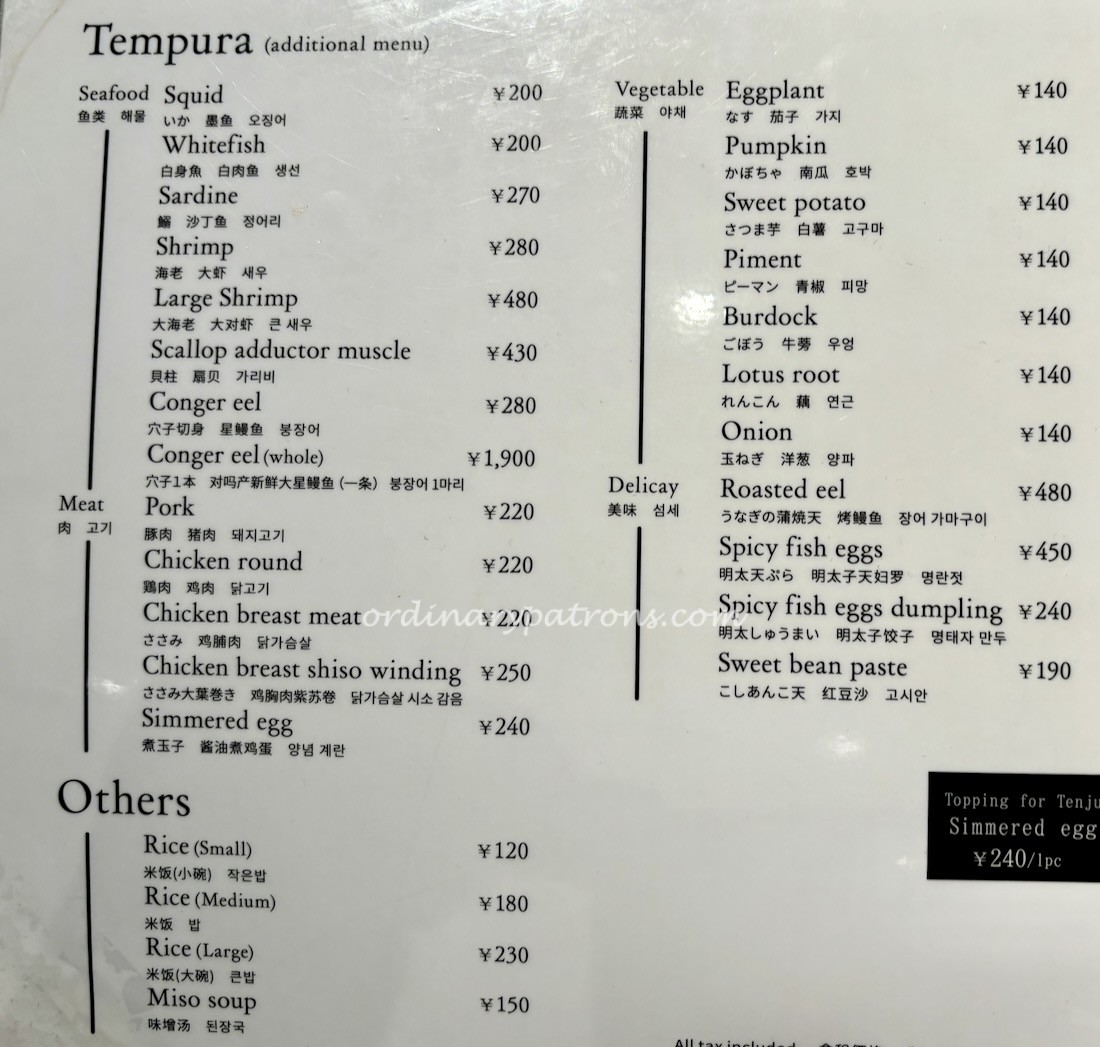 Tempura (additional menu)
Seafood
鱼类 해물
Squid ¥200
いか 墨鱼 오징어
Whitefish ¥200
白身魚 白肉鱼 생선
Sardine ¥270
鰯 沙丁鱼 정어리
Shrimp ¥280
海老 大虾 새우
Large Shrimp ¥480
大海老 大对虾 큰 새우
Scallop adductor muscle ¥430
貝柱 扇贝 가리비
Conger eel ¥280
穴子切身 星鳗鱼 붕장어
Conger eel (whole) ¥1,900
穴子1本 对吗产新鲜大星鳗鱼 (一条) 붕장어 1마리
Meat
肉 고기
Pork ¥220
豚肉 猪肉 돼지고기
Chicken round ¥220
鶏肉 鸡肉 닭고기
Chicken breast meat ¥220
ささみ 鸡脯肉 닭가슴살
Chicken breast shiso winding ¥250
ささみ大葉巻き 鸡胸肉紫苏卷 닭가슴살 시소 감음
Simmered egg ¥240
煮玉子 酱油煮鸡蛋 양념 계란
Vegetable
蔬菜 야채
Eggplant ¥140
なす 茄子 가지
Pumpkin ¥140
かぼちゃ 南瓜 호박
Sweet potato ¥140
さつま芋 白薯 고구마
Piment ¥140
ピーマン 青椒 피망
Burdock ¥140
ごぼう 牛蒡 우엉
Lotus root ¥140
れんこん 藕 연근
Onion ¥140
玉ねぎ 洋葱 양파
Delicay
美味 섬세
Roasted eel ¥480
うなぎの蒲焼天 烤鳗鱼 장어 가마구이
Spicy fish eggs ¥450
明太天ぷら 明太子天妇罗 명란젓
Spicy fish eggs dumpling ¥240
明太しゅうまい 明太子饺子 명태자 만두
Sweet bean paste ¥190
こしあんこ天 红豆沙 고시안
ordinarypatrons.com
Others
Rice (Small) ¥120
米饭(小碗) 작은밥
Rice (Medium) ¥180
米饭 밥
Rice (Large) ¥230
米饭(大碗) 큰밥
Miso soup ¥150
味增汤 된장국
Topping for Tenju
Simmered egg
¥240/1pc
All tax included